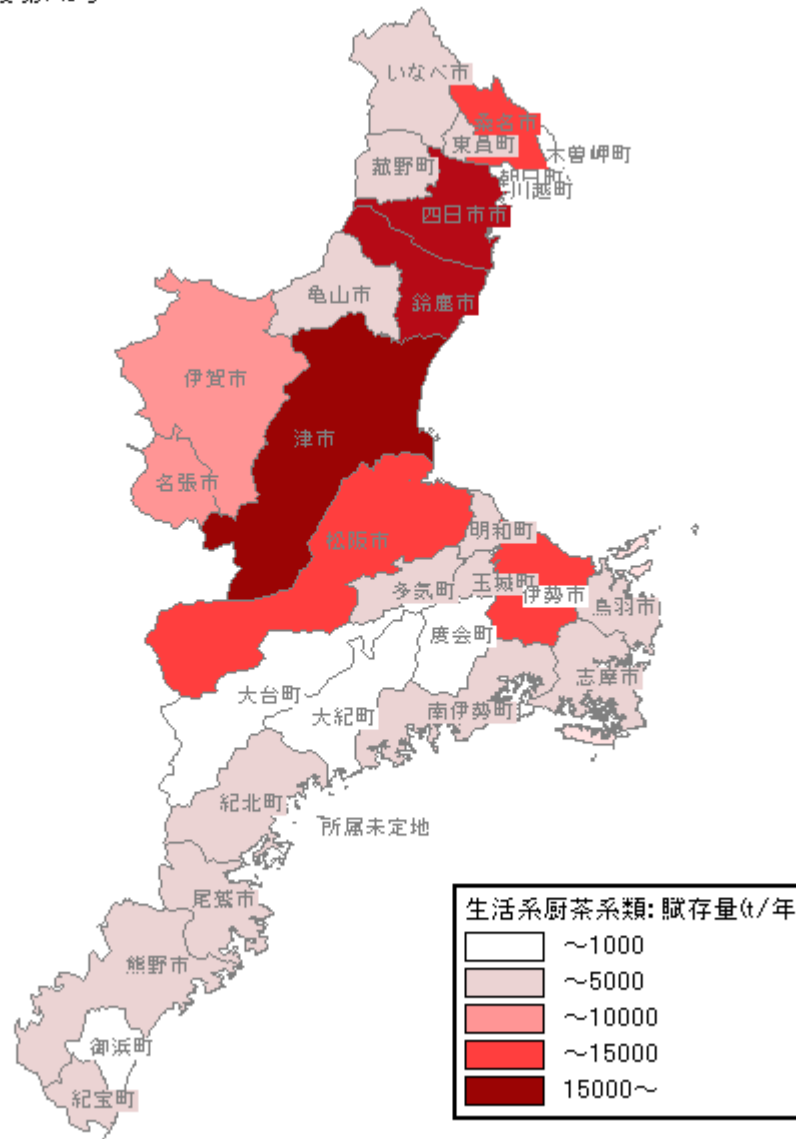 いなべ市
桑名市
東員町
木曽岬町
菰野町
朝日町
川越町
四日市市
亀山市
鈴鹿市
伊賀市
津市
名張市
明和町
松阪市
玉城町
多気町
伊勢市
鳥羽市
度会町
志摩市
大台町
大紀町
南伊勢町
紀北町
所属未定地
尾鷲市
熊野市
御浜町
紀宝町
生活系厨茶系類:賦存量(t/年
～1000
～5000
～10000
～15000
15000～